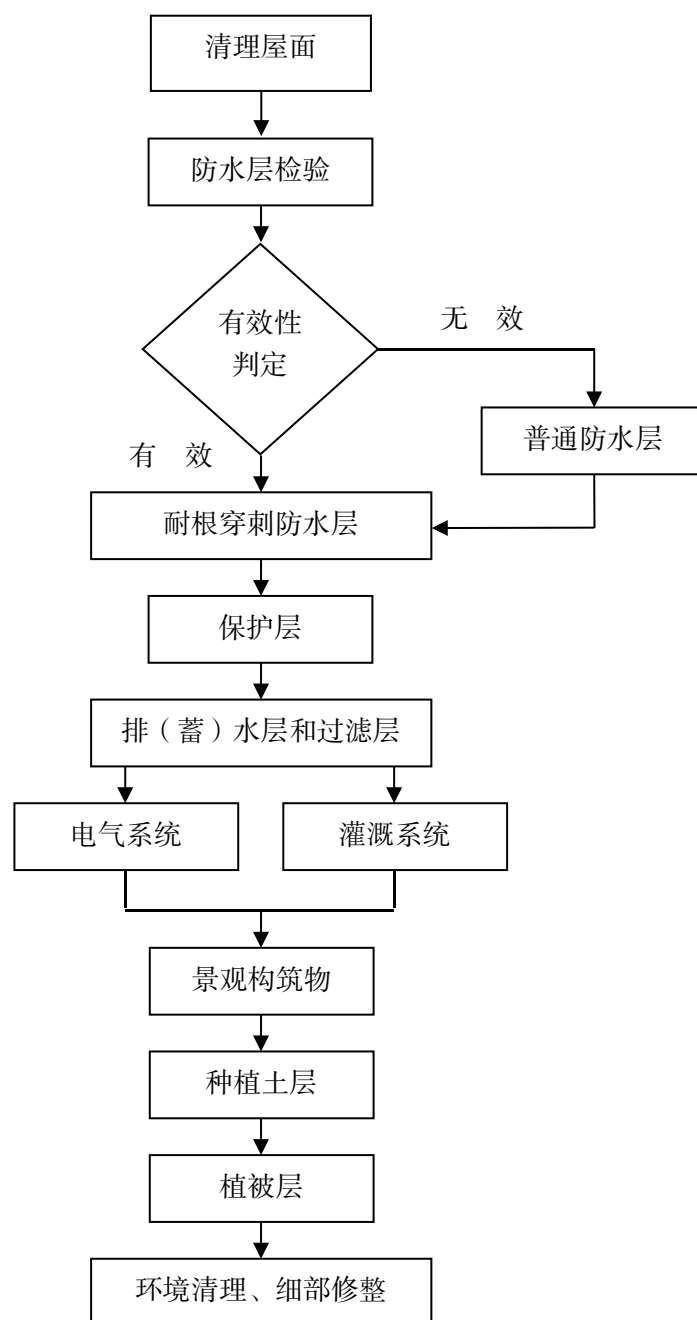 清理屋面
防水层检验
有效性
判定
无 效
普通防水层
有 效
耐根穿刺防水层
保护层
排（蓄）水层和过滤层
电气系统
灌溉系统
景观构筑物
种植土层
植被层
环境清理、细部修整